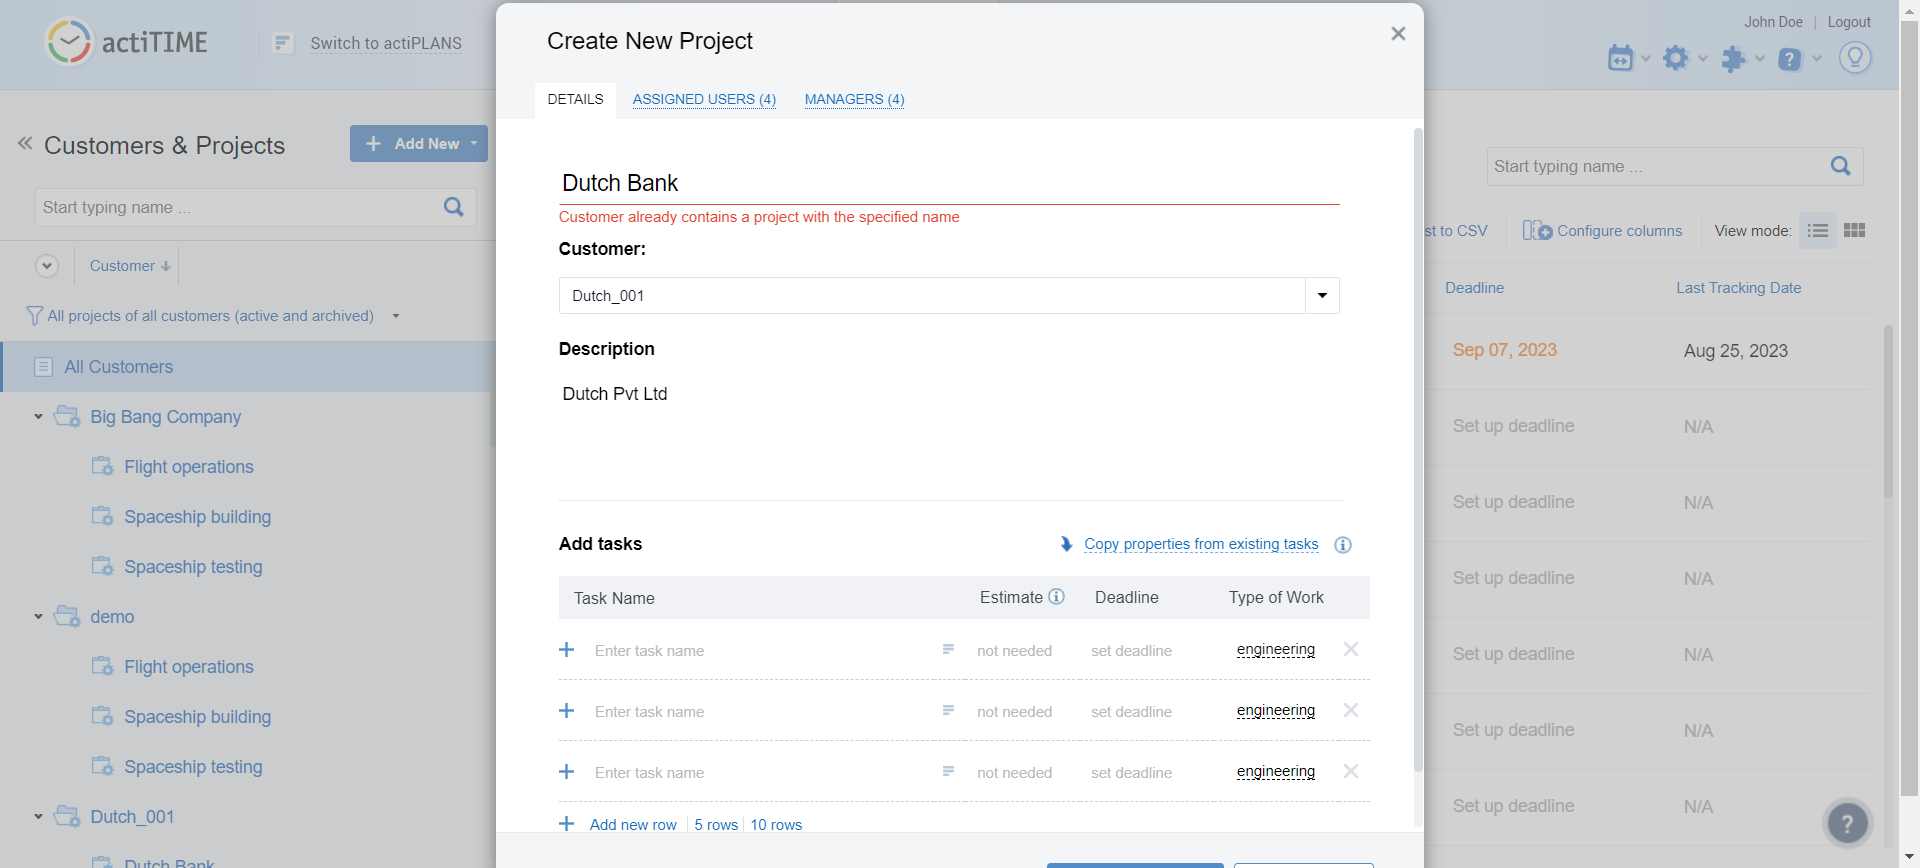 actiTIME
Switch to actiPLANS
John Doe | Logout
Customers & Projects
Add New
Start typing name ...
Customer
All projects of all customers (active and archived)
All Customers
Big Bang Company
Flight operations
Spaceship building
Spaceship testing
demo
Flight operations
Spaceship building
Spaceship testing
Dutch_001
Dutch Bank
Create New Project
DETAILS ASSIGNED USERS (4) MANAGERS (4)
Dutch Bank
Customer already contains a project with the specified name
Customer:
Dutch_001
Description
Dutch Pvt Ltd
Add tasks
Copy properties from existing tasks
Task Name Estimate Deadline Type of Work
Enter task name not needed set deadline engineering
Enter task name not needed set deadline engineering
Enter task name not needed set deadline engineering
Add new row | 5 rows | 10 rows
Start typing name ...
st to CSV
Configure columns
View mode:
Deadline Last Tracking Date
Sep 07, 2023 Aug 25, 2023
Set up deadline N/A
Set up deadline N/A
Set up deadline N/A
Set up deadline N/A
Set up deadline N/A
Set up deadline N/A